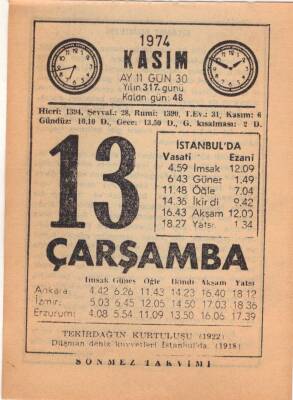 1974
KASIM
AY 11 GÜN 30
Yılın 317. günü
Kalan gün: 48
Hicri: 1394, Şevval: 28, Rumi: 1390, T.Ev.: 31, Kasım: 6
Gündüz: 10,10 D., Gece: 13,50 D., G. kısalması: 2 D.
13
İSTANBUL'DA
Vasati Ezani
4.59 İmsak 12.09
6.43 Güneş 1.49
11.48 Öğle 7.04
14.36 İkindi 9.42
16.43 Akşam 12.00
18.27 Yatsı 1.34
ÇARŞAMBA
İmsak Güneş Öğle İkindi Akşam Yatsı
Ankara: 4.42 6.26 11.43 14.23 16.40 18.12
İzmir: 5.03 6.45 12.05 14.50 17.03 18.36
Erzurum: 4.08 5.54 11.09 13.50 16.06 17.39
TEKİRDAĞ'IN KURTULUŞU (1922)
Düşman deniz kuvvetleri İstanbul'da. (1918)
SÖNMEZ TAKVİMİ